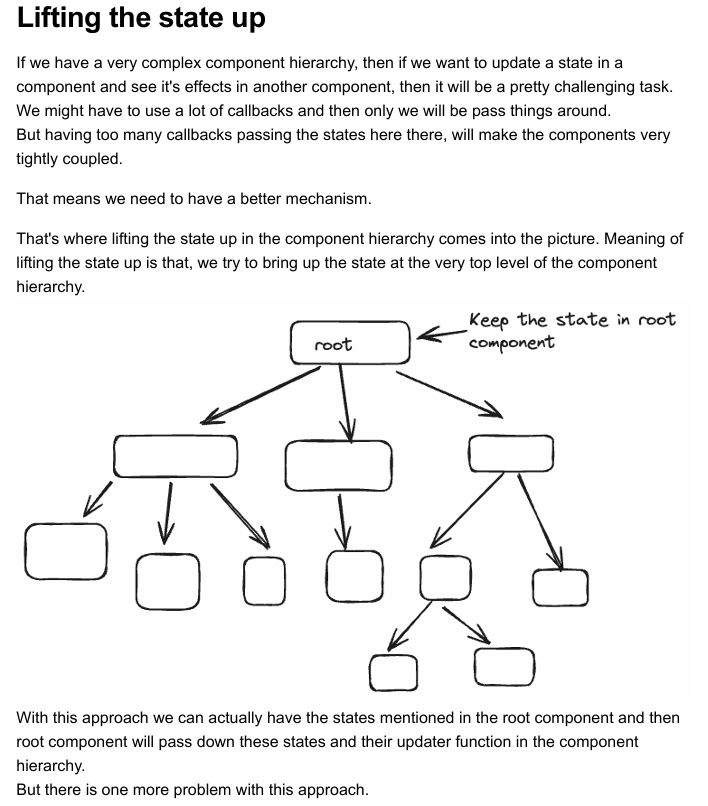 Lifting the state up
If we have a very complex component hierarchy, then if we want to update a state in a
component and see it's effects in another component, then it will be a pretty challenging task.
We might have to use a lot of callbacks and then only we will be pass things around.
But having too many callbacks passing the states here there, will make the components very
tightly coupled.
That means we need to have a better mechanism.
That's where lifting the state up in the component hierarchy comes into the picture. Meaning of
lifting the state up is that, we try to bring up the state at the very top level of the component
hierarchy.
Keep the state in root
component
root
With this approach we can actually have the states mentioned in the root component and then
root component will pass down these states and their updater function in the component
hierarchy.
But there is one more problem with this approach.